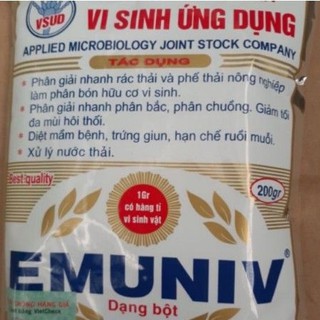 VSUD
VI SINH ỨNG DỤNG
APPLIED MICROBIOLOGY JOINT STOCK COMPANY
TÁC DỤNG
• Phân giải nhanh rác thải và phế thải nông nghiệp
làm phân bón hữu cơ vi sinh.
• Phân giải nhanh phân bắc, phân chuồng. Giảm tối
đa mùi hôi thối.
• Diệt mầm bệnh, trứng giun, hạn chế ruồi muỗi.
• Xử lý nước thải.
Best quality
1Gr
có hàng tỉ
vi sinh vật
200gr
EMUNIV®
Dạng bột